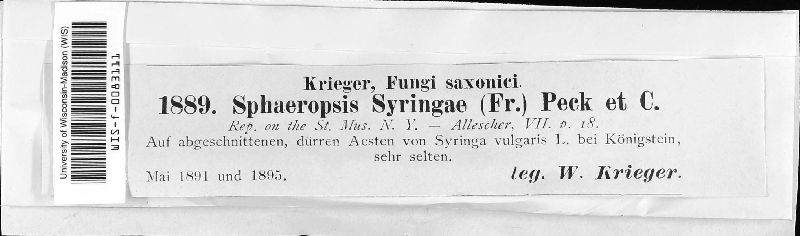 University of Wisconsin-Madison (WIS)
WIS-f-0083111
Krieger, Fungi saxonici.
1889. Sphaeropsis Syringae (Fr.) Peck et C.
Rep. on the St. Mus. N. Y. — Allescher, VII. p. 18.
Auf abgeschnittenen, dürren Aesten von Syringa vulgaris L. bei Königstein,
sehr selten.
Mai 1891 und 1895.
leg. W. Krieger.